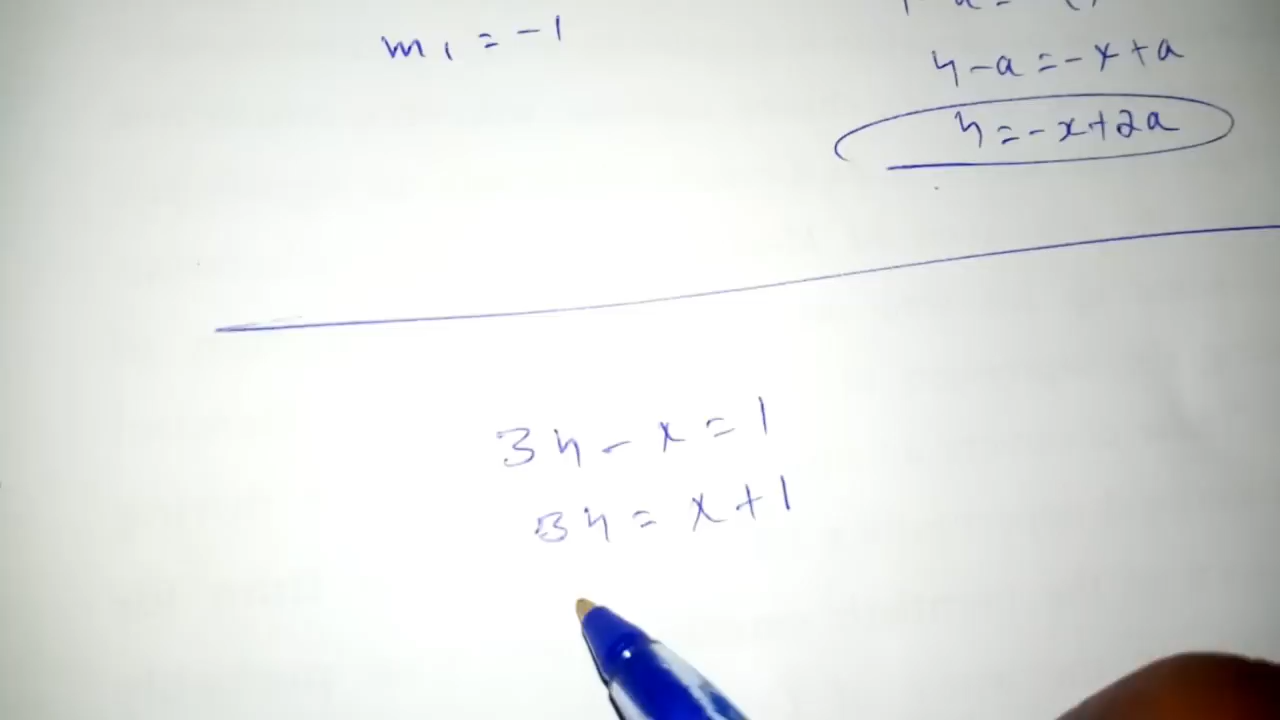 m₁ = -1
y - a = -x + a
y = -x + 2a
3y - x = 1
3y = x + 1